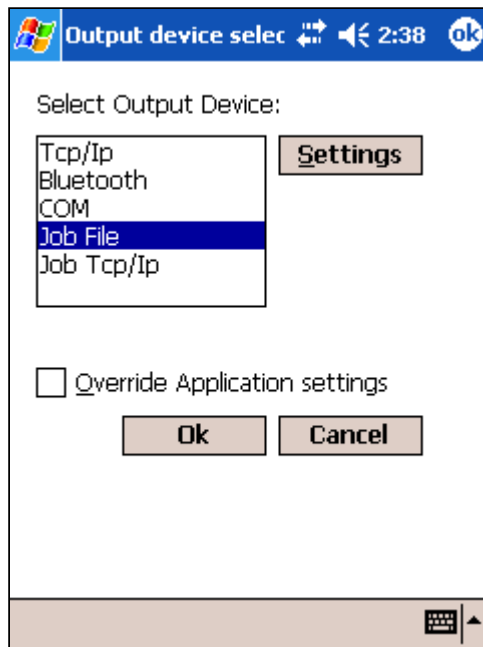 Output device selec 2:38 ok
Select Output Device:
Tcp/Ip
Settings
Bluetooth
COM
Job File
Job Tcp/Ip
Override Application settings
Ok
Cancel